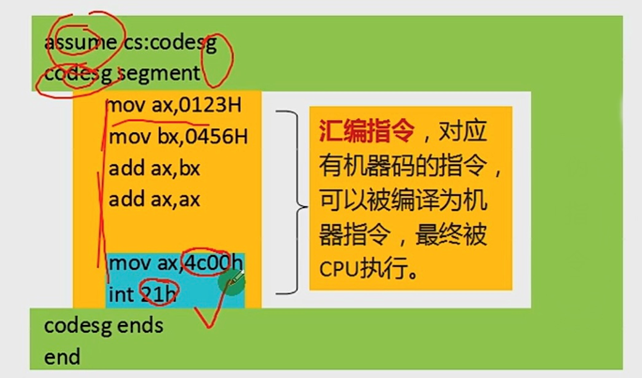 assume cs:codesg
codesg segment
mov ax,0123H
mov bx,0456H
add ax,bx
add ax,ax
mov ax,4c00h
int 21h
codesg ends
end
汇编指令，对应
有机器码的指令，
可以被编译为机
器指令，最终被
CPU执行。